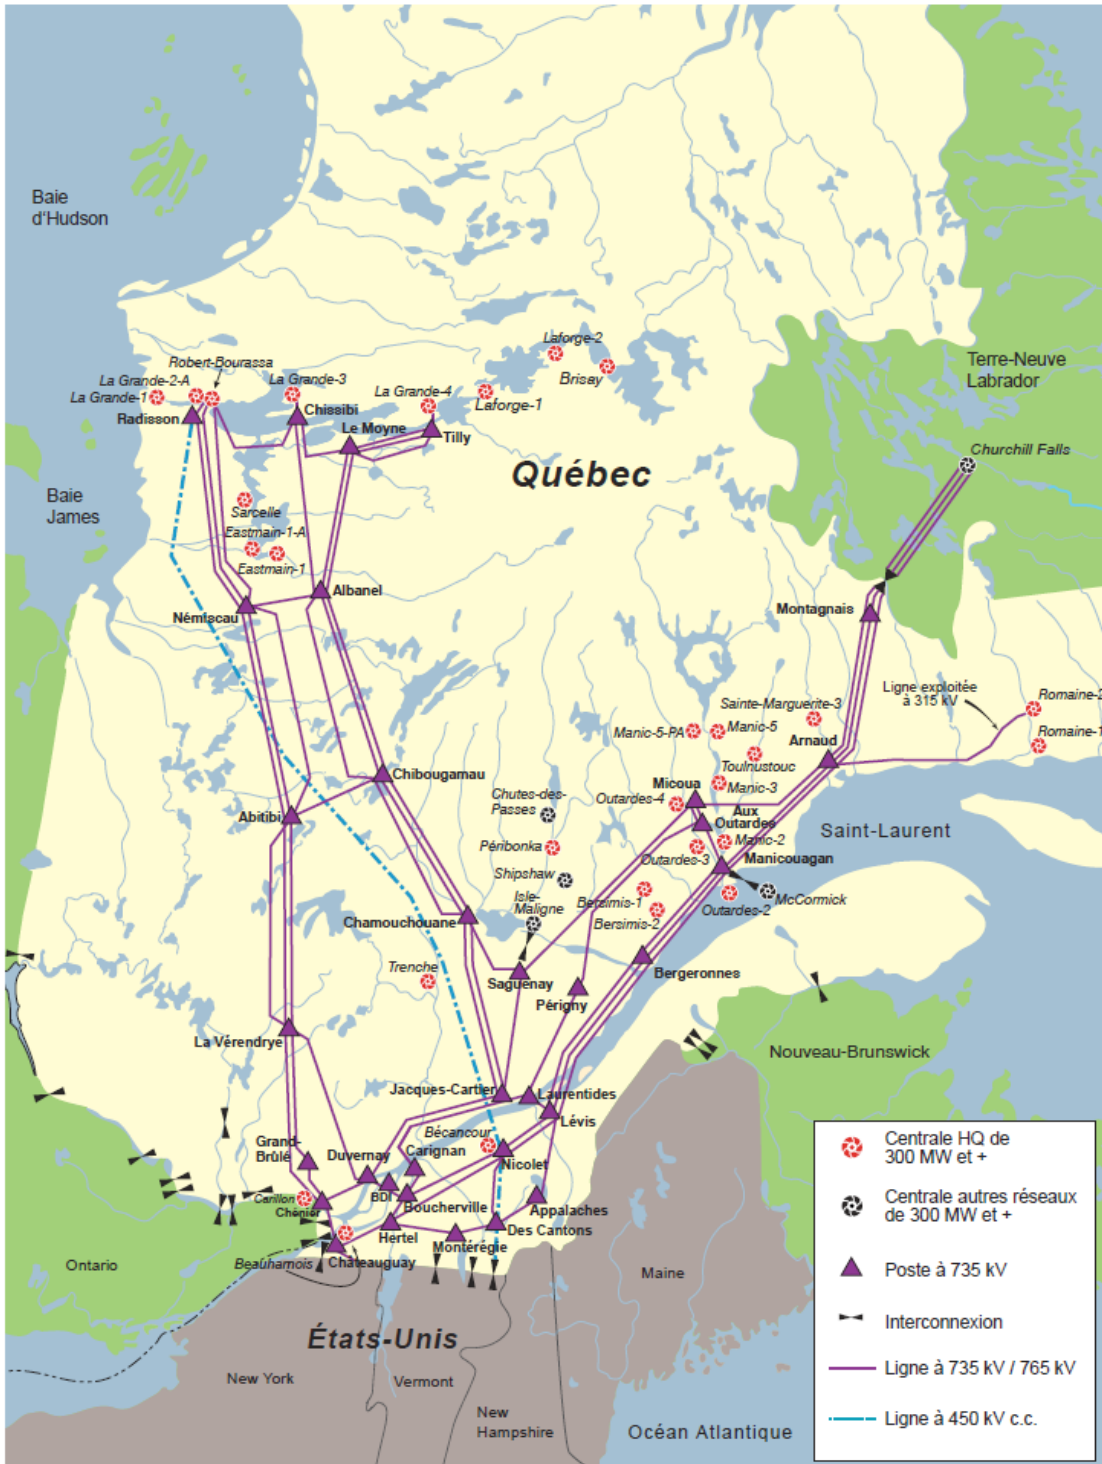 Baie
d'Hudson
Laforge-2
Robert-Bourassa
Brisay
Terre-Neuve
Labrador
La Grande-2-A
La Grande-3
La Grande-1
La Grande-4
Laforge-1
Radisson
Chissibi
Le Moyne
Tilly
Churchill Falls
Québec
Baie
James
Sarcelle
Eastmain-1-A
Eastmain-1
Albanel
Némiscau
Montagnais
Ligne exploitée
à 315 kV
Romaine-2
Sainte-Marguerite-3
Manic-5-PA
Manic-5
Arnaud
Romaine-1
Toulnustouc
Chibougamau
Micoua
Manic-3
Chutes-des-
Passes
Outardes-4
Aux
Outardes
Abitibi
Saint-Laurent
Manic-2
Péribonka
Outardes-3
Manicouagan
Shipshaw
Isle-
Maligne
Bersimis-1
Outardes-2
McCormick
Bersimis-2
Chamouchouane
Trenche
Saguenay
Bergeronnes
Périgny
La Vérendrye
Nouveau-Brunswick
Jacques-Cartier
Laurentides
Lévis
Bécancour
Grand-
Brûlé
Duvernay
Carignan
Nicolet
BDI
Carillon
Chénier
Boucherville
Appalaches
Hertel
Des Cantons
Montérégie
Beauharnois
Châteauguay
Ontario
Maine
États-Unis
New York
Vermont
New
Hampshire
Océan Atlantique
Centrale HQ de
300 MW et +
Centrale autres réseaux
de 300 MW et +
Poste à 735 kV
Interconnexion
Ligne à 735 kV / 765 kV
Ligne à 450 kV c.c.